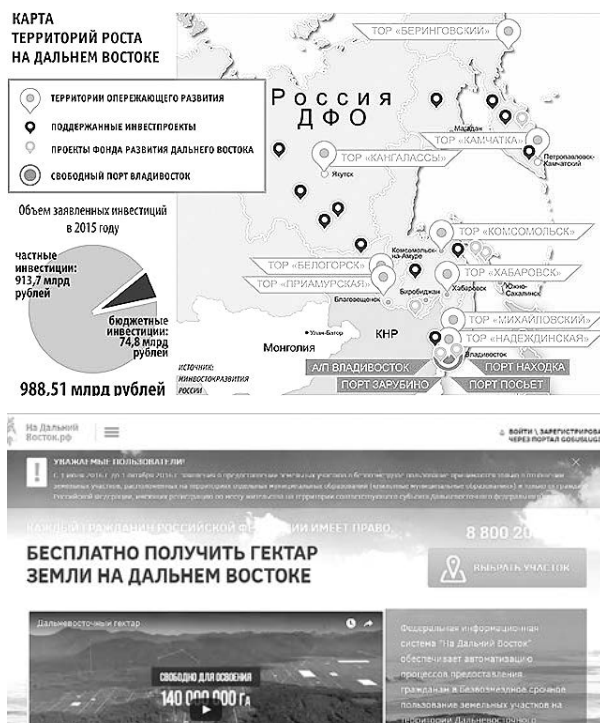 КАРТА
ТЕРРИТОРИЙ РОСТА
НА ДАЛЬНЕМ ВОСТОКЕ
ТЕРРИТОРИИ ОПЕРЕЖАЮЩЕГО РАЗВИТИЯ
ПОДДЕРЖАННЫЕ ИНВЕСТПРОЕКТЫ
ПРОЕКТЫ ФОНДА РАЗВИТИЯ ДАЛЬНЕГО ВОСТОКА
СВОБОДНЫЙ ПОРТ ВЛАДИВОСТОК
ТОР «БЕРИНГОВСКИЙ»
Россия
ДФО
Магадан
ТОР «КАМЧАТКА»
Петропавловск-
Камчатский
ТОР «КАНГАЛАССЫ»
Якутск
Объем заявленных инвестиций
в 2015 году
частные
инвестиции:
913,7 млрд
рублей
бюджетные
инвестиции:
74,8 млрд
рублей
988,51 млрд рублей
ТОР «КОМСОМОЛЬСК»
Комсомольск-
на-Амуре
ТОР «БЕЛОГОРСК»
ТОР «ПРИАМУРСКАЯ»
ТОР «ХАБАРОВСК»
Благовещенск
Биробиджан
Хабаровск
Южно-
Сахалинск
ТОР «МИХАЙЛОВСКИЙ»
ТОР «НАДЕЖДИНСКАЯ»
Улан-Батор
КНР
Монголия
Владивосток
А/П ВЛАДИВОСТОК
ПОРТ НАХОДКА
ПОРТ ЗАРУБИНО
ПОРТ ПОСЬЕТ
ИСТОЧНИК:
МИНВОСТОКРАЗВИТИЯ
РОССИИ
На Дальний
Восток.рф
ВОЙТИ \ ЗАРЕГИСТРИРОВА
ЧЕРЕЗ ПОРТАЛ GOSUSLUGI
УВАЖАЕМЫЕ ПОЛЬЗОВАТЕЛИ!
КАЖДЫЙ ГРАЖДАНИН РОССИЙСКОЙ ИМЕЕТ ПРАВО
8 800 20
БЕСПЛАТНО ПОЛУЧИТЬ ГЕКТАР
ЗЕМЛИ НА ДАЛЬНЕМ ВОСТОКЕ
ВЫБРАТЬ УЧАСТОК
Дальневосточный гектар
СВОБОДНО ДЛЯ ОСВОЕНИЯ
140 000 000 Га
Федеральная информационная
система "На Дальний Восток"
обеспечивает автоматизацию
процессов предоставления
гражданам в безвозмездное срочное
пользование земельных участков на
территории Дальневосточного